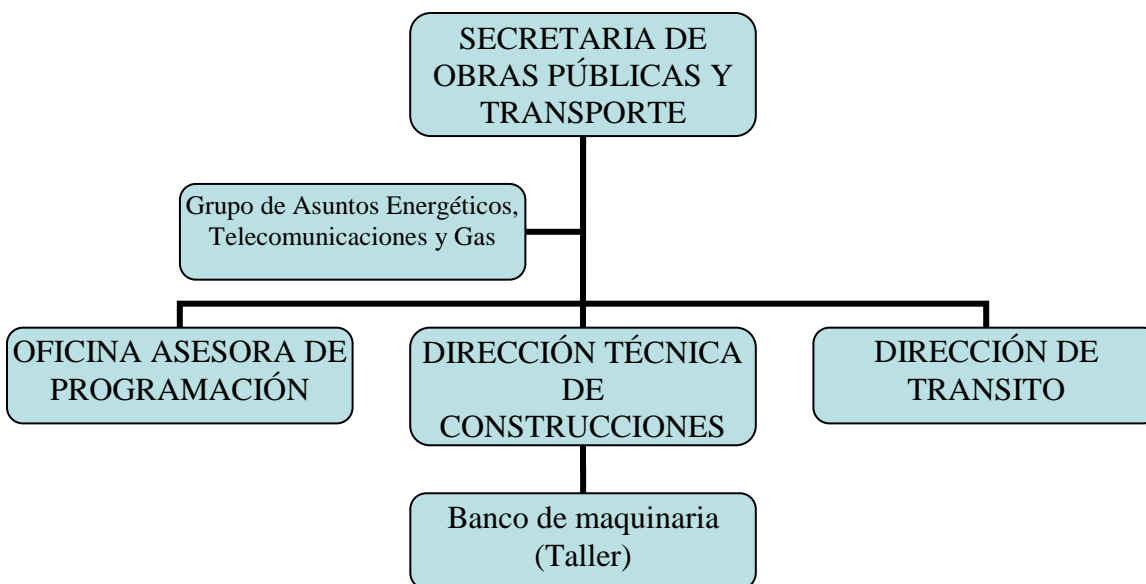 SECRETARIA DE
OBRAS PÚBLICAS Y
TRANSPORTE
Grupo de Asuntos Energéticos,
Telecomunicaciones y Gas
OFICINA ASESORA DE
PROGRAMACIÓN
DIRECCIÓN TÉCNICA
DE
CONSTRUCCIONES
DIRECCIÓN DE
TRANSITO
Banco de maquinaria
(Taller)